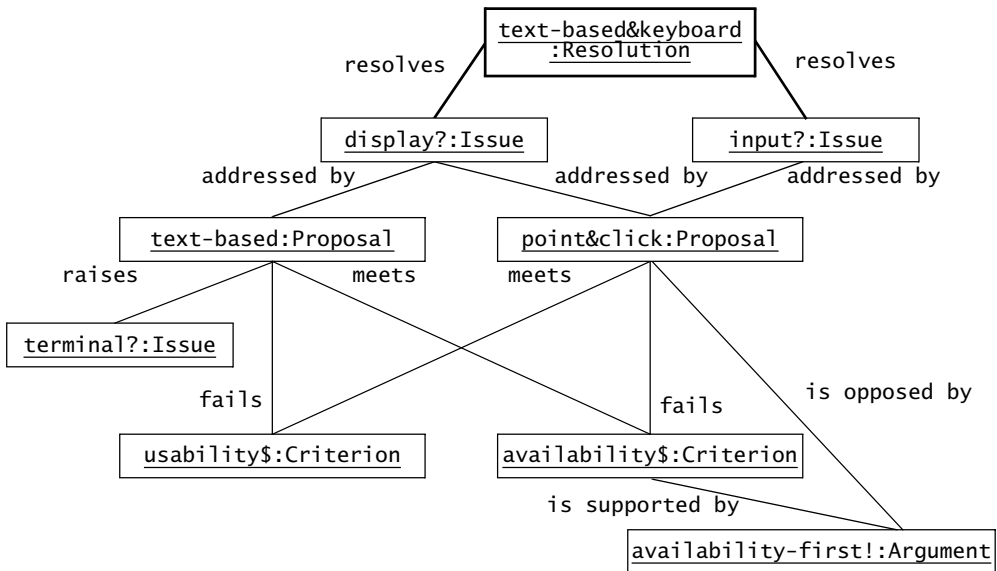 text-based&keyboard
:Resolution
resolves
resolves
display?:Issue
input?:Issue
addressed by
addressed by
addressed by
text-based:Proposal
point&click:Proposal
raises
meets
meets
terminal?:Issue
fails
fails
is opposed by
usability$:Criterion
availability$:Criterion
is supported by
availability-first!:Argument